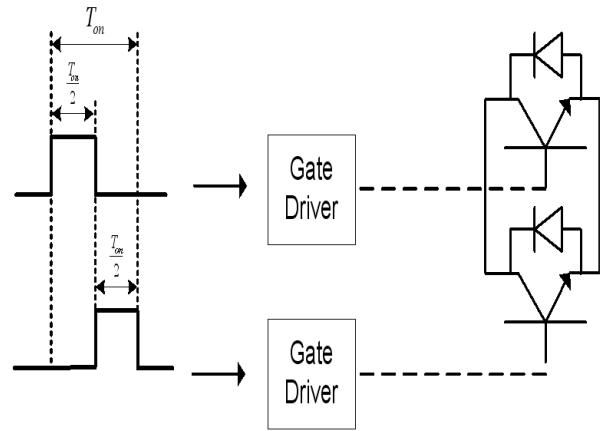 T_on
T_on/2
Gate
Driver
T_on/2
Gate
Driver